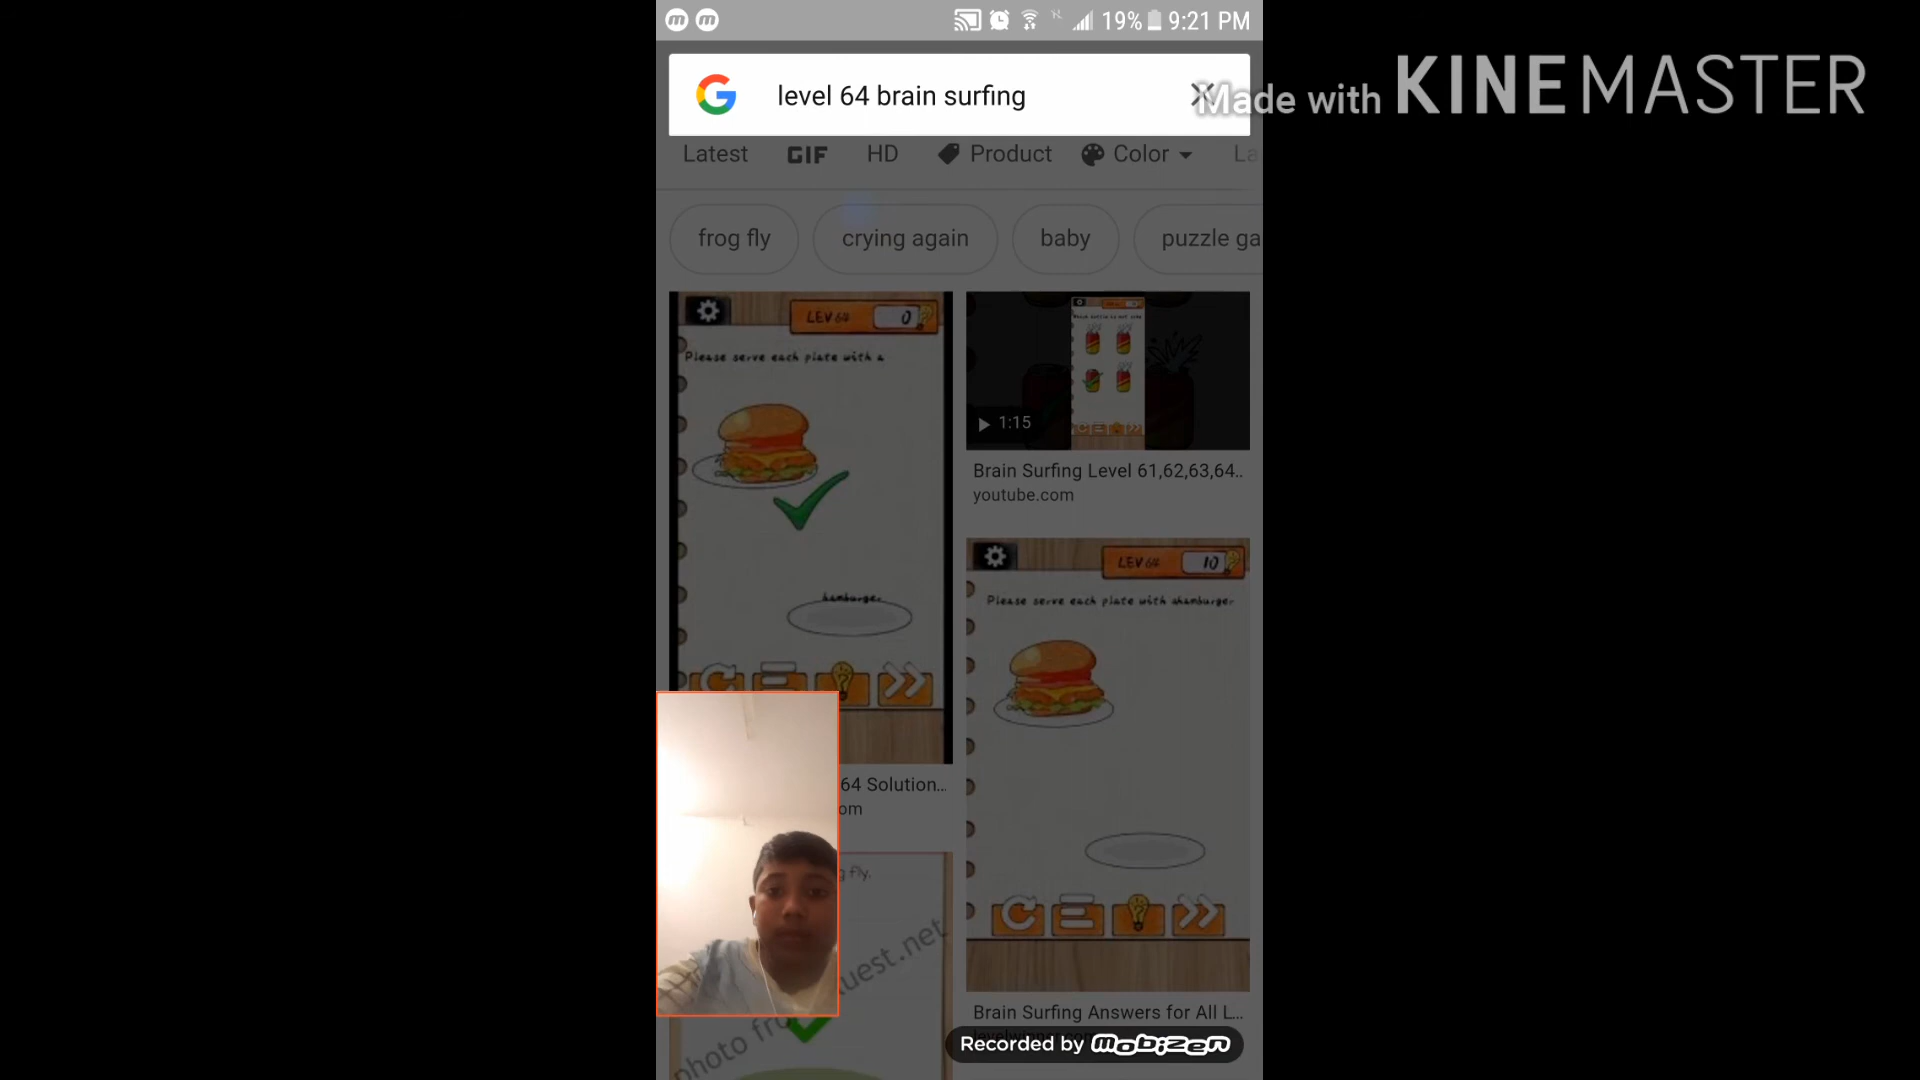 19% 9:21 PM
level 64 brain surfing
Made with KINEMASTER
Latest GIF HD Product Color La
frog fly crying again baby puzzle ga
LEV 64 0
Please serve each plate with a
hamburger
1:15
Brain Surfing Level 61,62,63,64..
youtube.com
LEV 64 10
Please serve each plate with ahamburger
64 Solution...
om
g fly.
photo fro
uest.net
Brain Surfing Answers for All L...
Recorded by mobizen